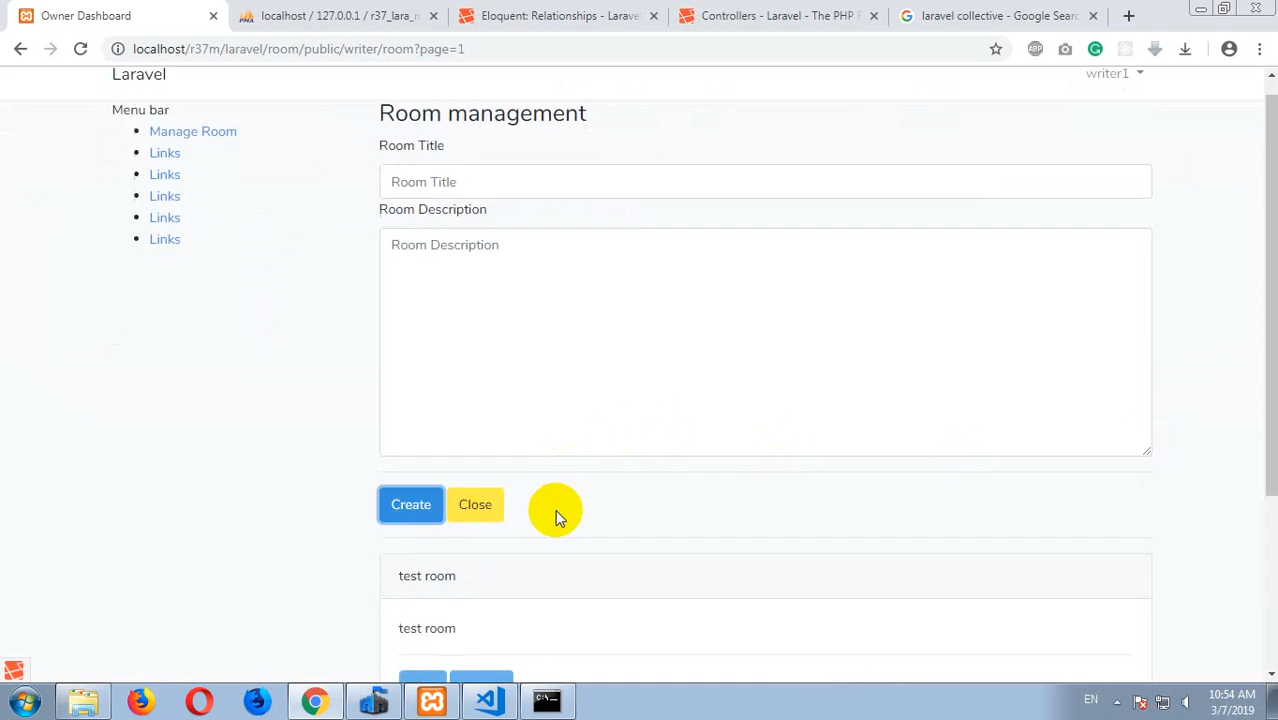 Owner Dashboard
localhost / 127.0.0.1 / r37_lara_
Eloquent: Relationships - Larave
Controllers - Laravel - The PHP F
laravel collective - Google Searc
localhost/r37m/laravel/room/public/writer/room?page=1
ABP
Laravel
writer1
Menu bar
Manage Room
Links
Links
Links
Links
Links
Room management
Room Title
Room Title
Room Description
Room Description
Create
Close
test room
test room
EN
10:54 AM
3/7/2019